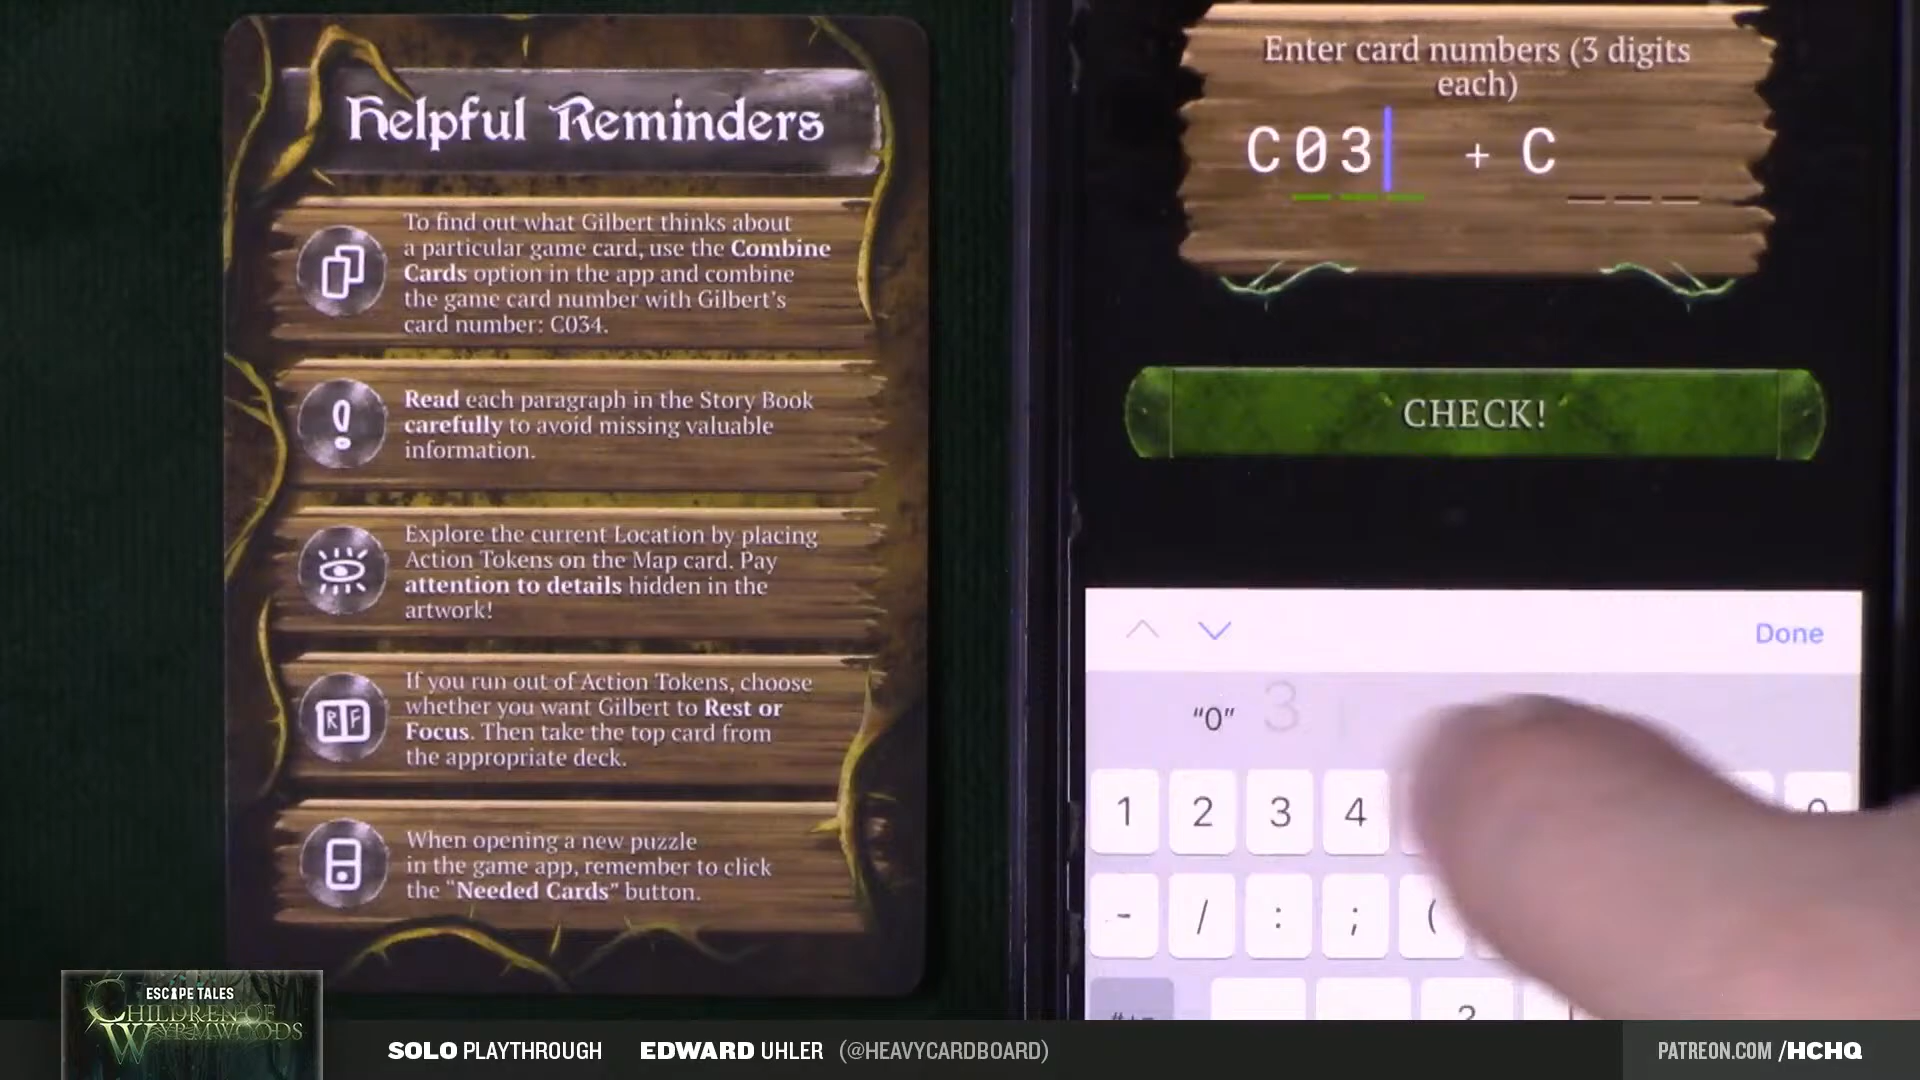 Helpful Reminders
To find out what Gilbert thinks about
a particular game card, use the Combine
Cards option in the app and combine
the game card number with Gilbert's
card number: C034.
Read each paragraph in the Story Book
carefully to avoid missing valuable
information.
Explore the current Location by placing
Action Tokens on the Map card. Pay
attention to details hidden in the
artwork!
R F
If you run out of Action Tokens, choose
whether you want Gilbert to Rest or
Focus. Then take the top card from
the appropriate deck.
When opening a new puzzle
in the game app, remember to click
the "Needed Cards" button.
Enter card numbers (3 digits
each)
C03 + C
CHECK!
Done
"0" 3
1 2 3 4
- / : ; (
?
ESCAPE TALES
CHILDREN OF
WYRMWOODS
SOLO PLAYTHROUGH EDWARD UHLER (@HEAVYCARDBOARD)
PATREON.COM /HCHQ